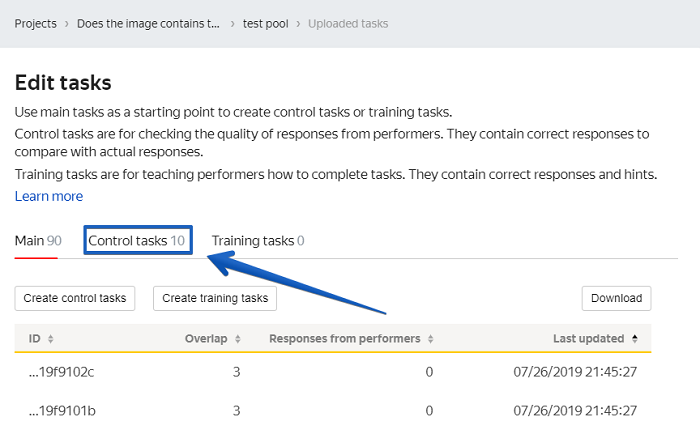 Projects › Does the image contains t... › test pool › Uploaded tasks
Edit tasks
Use main tasks as a starting point to create control tasks or training tasks.
Control tasks are for checking the quality of responses from performers. They contain correct responses to
compare with actual responses.
Training tasks are for teaching performers how to complete tasks. They contain correct responses and hints.
Learn more
Main 90 Control tasks 10 Training tasks 0
Create control tasks Create training tasks Download
ID Overlap Responses from performers Last updated
...19f9102c 3 0 07/26/2019 21:45:27
...19f9101b 3 0 07/26/2019 21:45:27